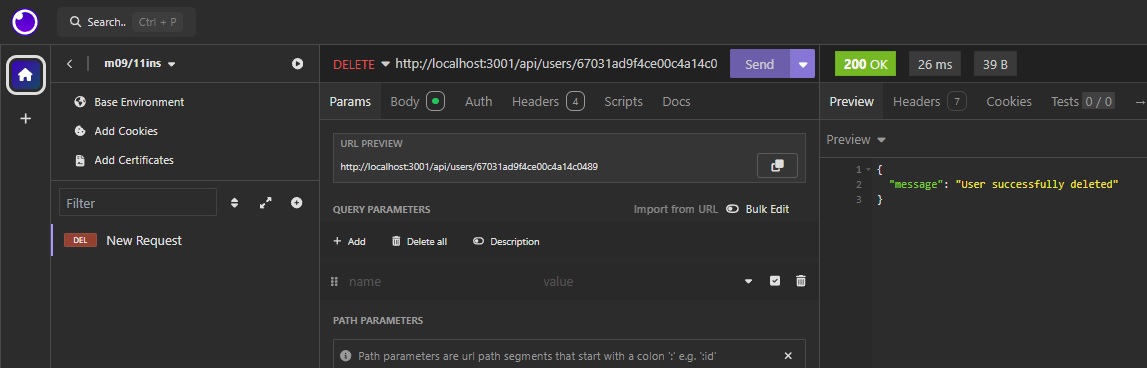 Search.. Ctrl + P
m09/11ins
Base Environment
Add Cookies
Add Certificates
Filter
DEL New Request
DELETE http://localhost:3001/api/users/67031ad9f4ce00c4a14c0 Send
Params Body Auth Headers 4 Scripts Docs
URL PREVIEW
http://localhost:3001/api/users/67031ad9f4ce00c4a14c0489
QUERY PARAMETERS Import from URL Bulk Edit
+ Add Delete all Description
name value
PATH PARAMETERS
Path parameters are url path segments that start with a colon ':' e.g. ':id'
200 OK 26 ms 39 B
Preview Headers 7 Cookies Tests 0 / 0 →
Preview
1 {
2 "message": "User successfully deleted"
3 }